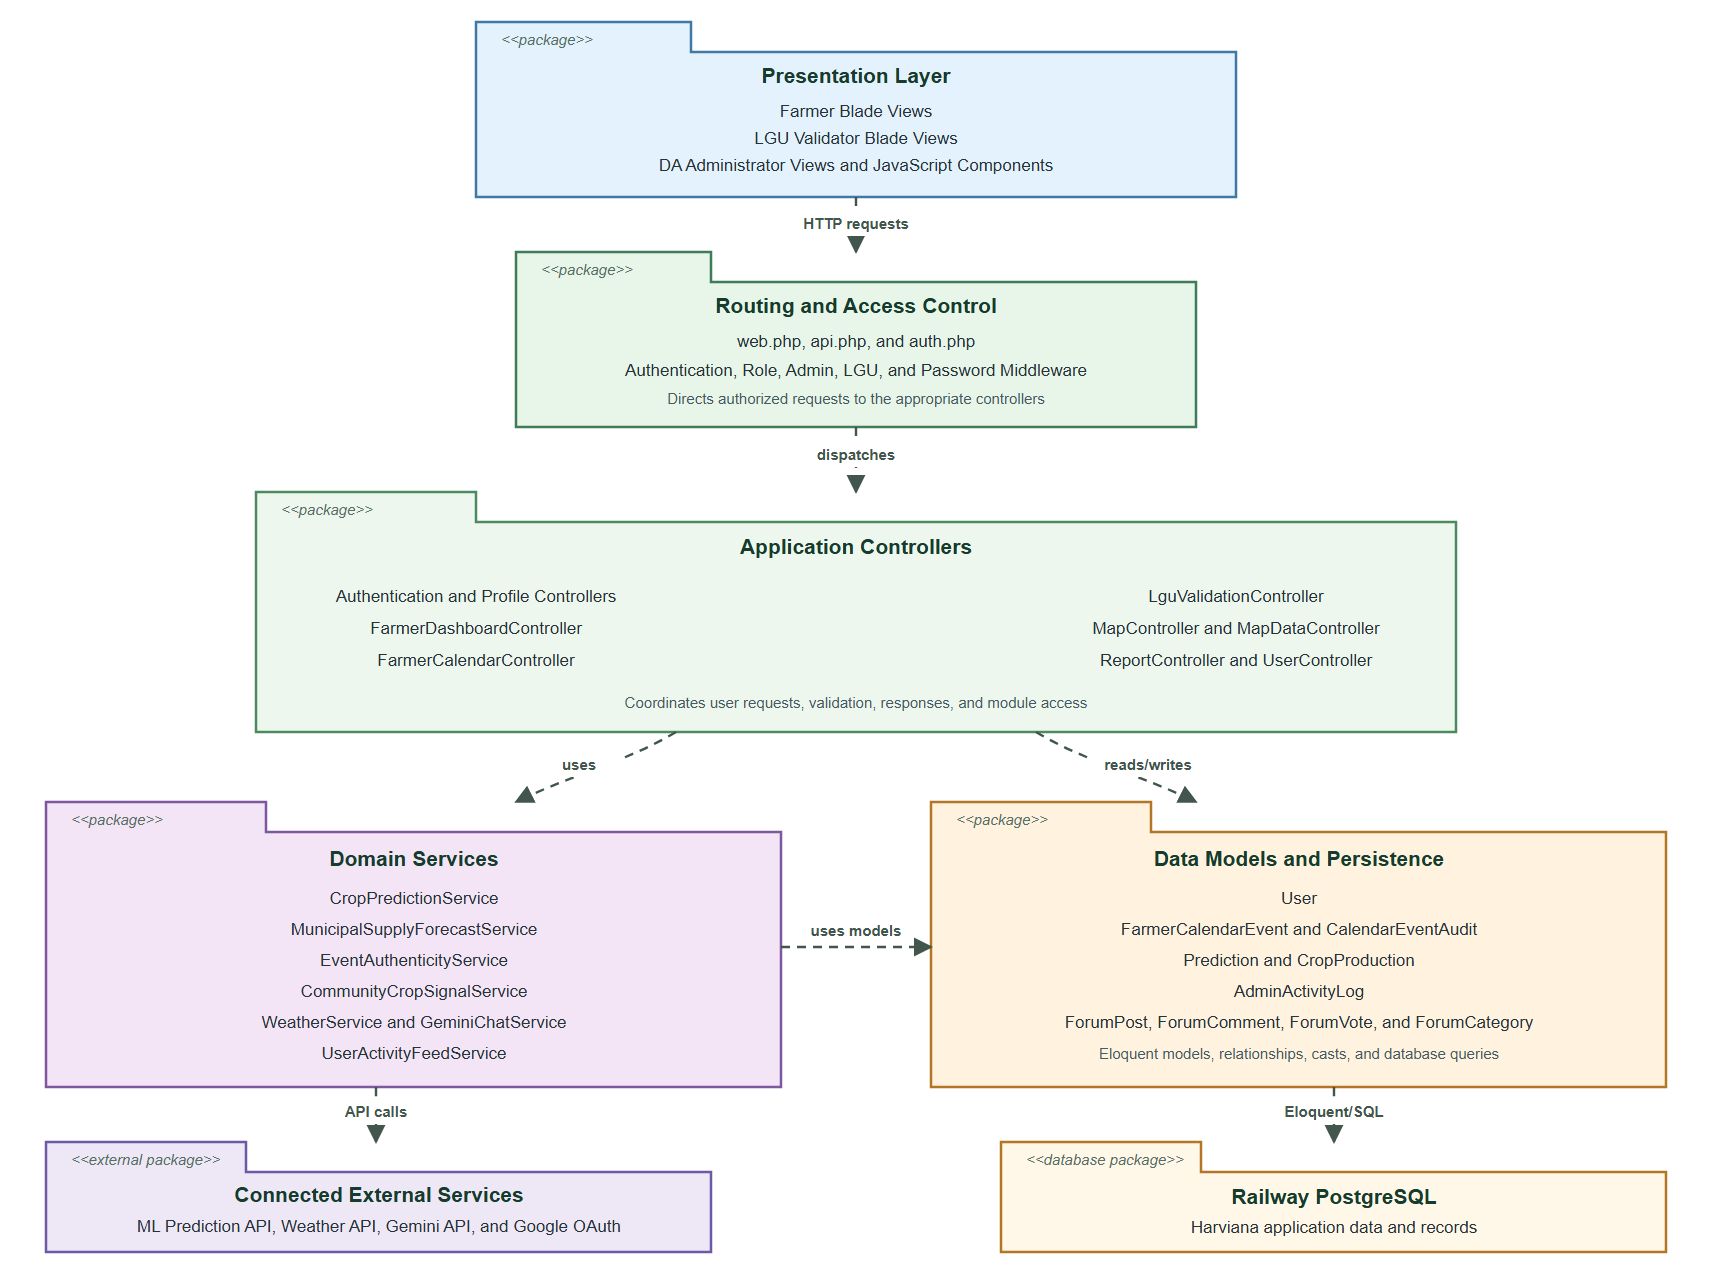 <<package>>
Presentation Layer
Farmer Blade Views
LGU Validator Blade Views
DA Administrator Views and JavaScript Components
HTTP requests
<<package>>
Routing and Access Control
web.php, api.php, and auth.php
Authentication, Role, Admin, LGU, and Password Middleware
Directs authorized requests to the appropriate controllers
dispatches
<<package>>
Application Controllers
Authentication and Profile Controllers
FarmerDashboardController
FarmerCalendarController
LguValidationController
MapController and MapDataController
ReportController and UserController
Coordinates user requests, validation, responses, and module access
uses
reads/writes
<<package>>
Domain Services
CropPredictionService
MunicipalSupplyForecastService
EventAuthenticityService
CommunityCropSignalService
WeatherService and GeminiChatService
UserActivityFeedService
uses models
<<package>>
Data Models and Persistence
User
FarmerCalendarEvent and CalendarEventAudit
Prediction and CropProduction
AdminActivityLog
ForumPost, ForumComment, ForumVote, and ForumCategory
Eloquent models, relationships, casts, and database queries
API calls
Eloquent/SQL
<<external package>>
Connected External Services
ML Prediction API, Weather API, Gemini API, and Google OAuth
<<database package>>
Railway PostgreSQL
Harviana application data and records